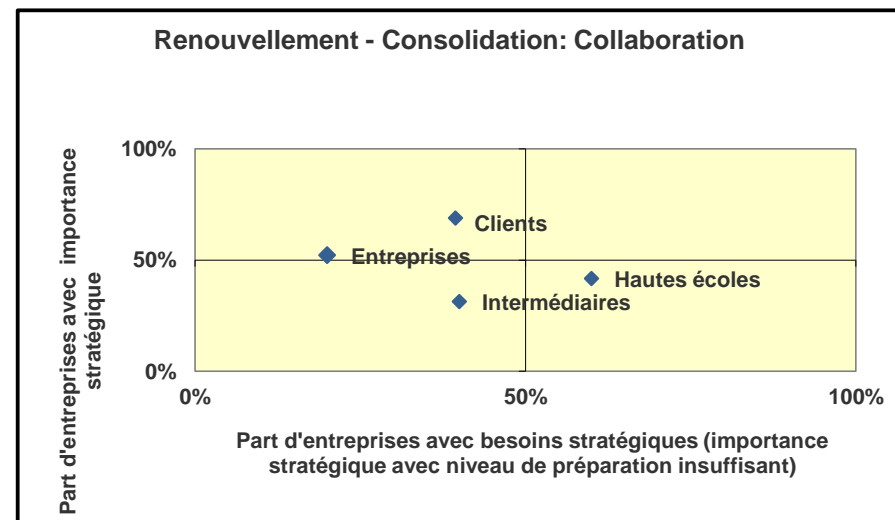 Renouvellement - Consolidation: Collaboration
Part d'entreprises avec importance
stratégique
100%
50%
0%
Clients
Entreprises
Hautes écoles
Intermédiaires
0%
50%
100%
Part d'entreprises avec besoins stratégiques (importance
stratégique avec niveau de préparation insuffisant)